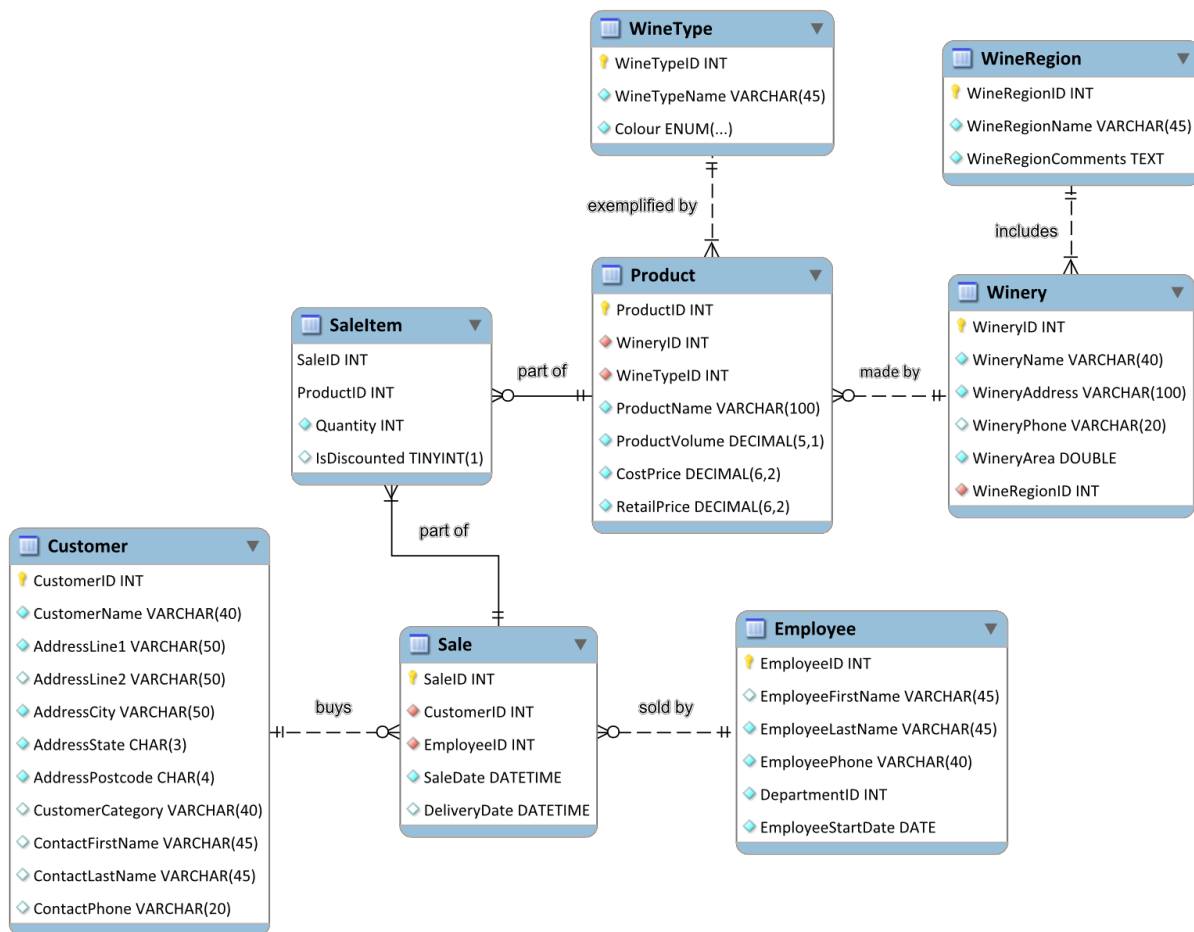 WineType
WineTypeID INT
WineTypeName VARCHAR(45)
Colour ENUM(...)
WineRegion
WineRegionID INT
WineRegionName VARCHAR(45)
WineRegionComments TEXT
exemplified by
includes
Product
ProductID INT
WineryID INT
WineTypeID INT
ProductName VARCHAR(100)
ProductVolume DECIMAL(5,1)
CostPrice DECIMAL(6,2)
RetailPrice DECIMAL(6,2)
Winery
WineryID INT
WineryName VARCHAR(40)
WineryAddress VARCHAR(100)
WineryPhone VARCHAR(20)
WineryArea DOUBLE
WineRegionID INT
SaleItem
SaleID INT
ProductID INT
Quantity INT
IsDiscounted TINYINT(1)
part of
made by
part of
Customer
CustomerID INT
CustomerName VARCHAR(40)
AddressLine1 VARCHAR(50)
AddressLine2 VARCHAR(50)
AddressCity VARCHAR(50)
AddressState CHAR(3)
AddressPostcode CHAR(4)
CustomerCategory VARCHAR(40)
ContactFirstName VARCHAR(45)
ContactLastName VARCHAR(45)
ContactPhone VARCHAR(20)
buys
Sale
SaleID INT
CustomerID INT
EmployeeID INT
SaleDate DATETIME
DeliveryDate DATETIME
sold by
Employee
EmployeeID INT
EmployeeFirstName VARCHAR(45)
EmployeeLastName VARCHAR(45)
EmployeePhone VARCHAR(40)
DepartmentID INT
EmployeeStartDate DATE